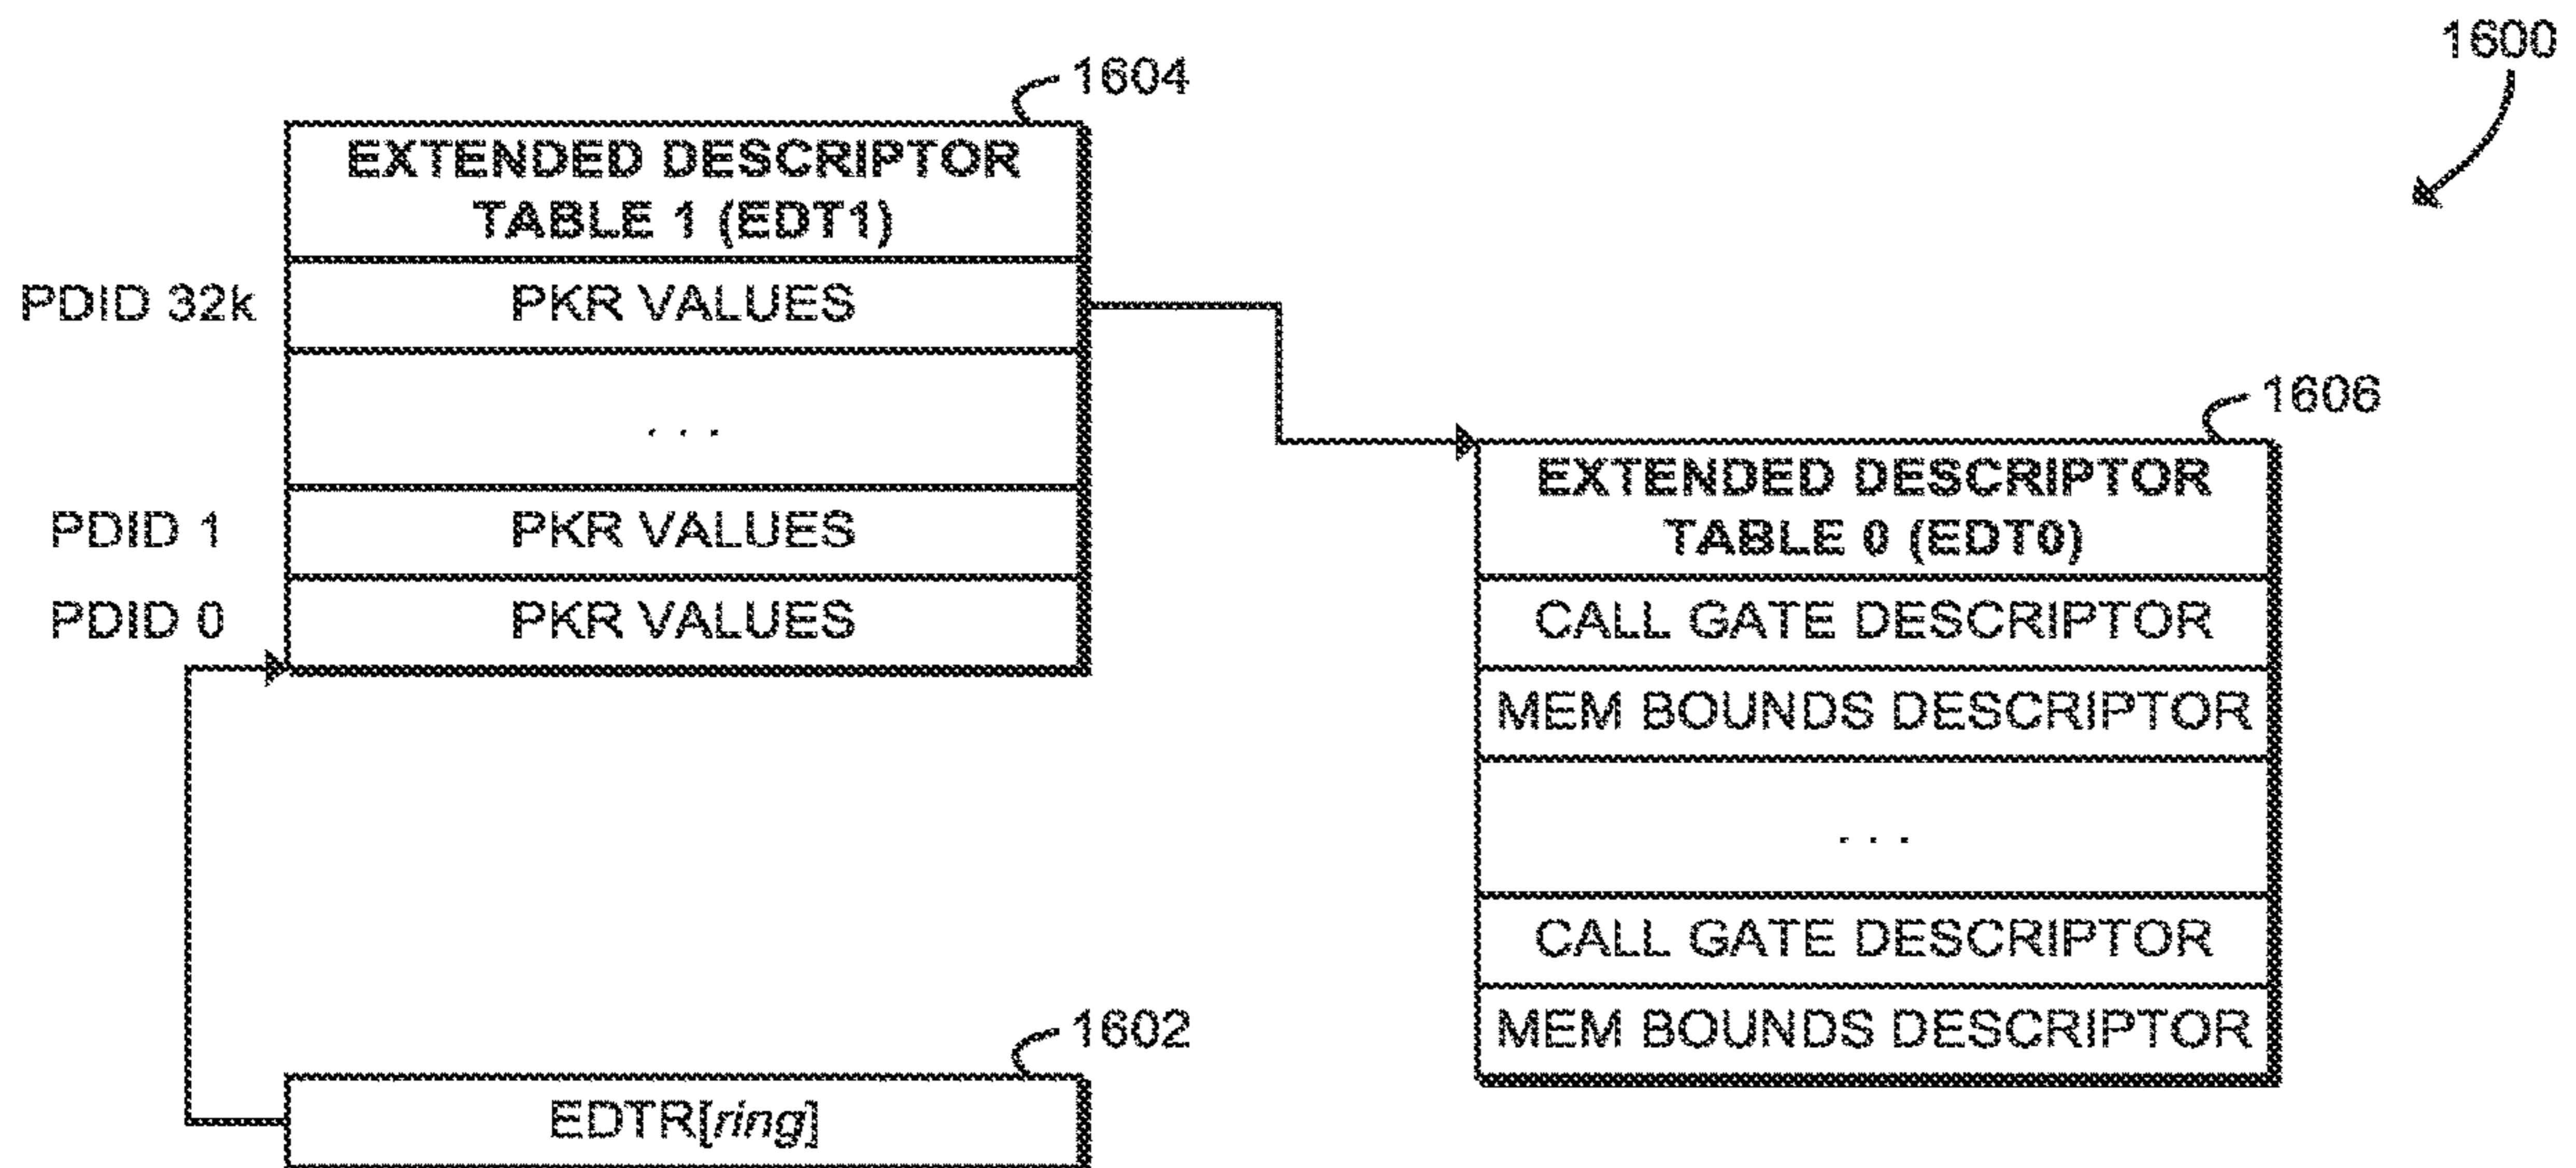 1600
1604
EXTENDED DESCRIPTOR
TABLE 1 (EDT1)
PDID 32k PKR VALUES
. . .
PDID 1 PKR VALUES
PDID 0 PKR VALUES
1606
EXTENDED DESCRIPTOR
TABLE 0 (EDT0)
CALL GATE DESCRIPTOR
MEM BOUNDS DESCRIPTOR
. . .
CALL GATE DESCRIPTOR
MEM BOUNDS DESCRIPTOR
1602
EDTR[ring]